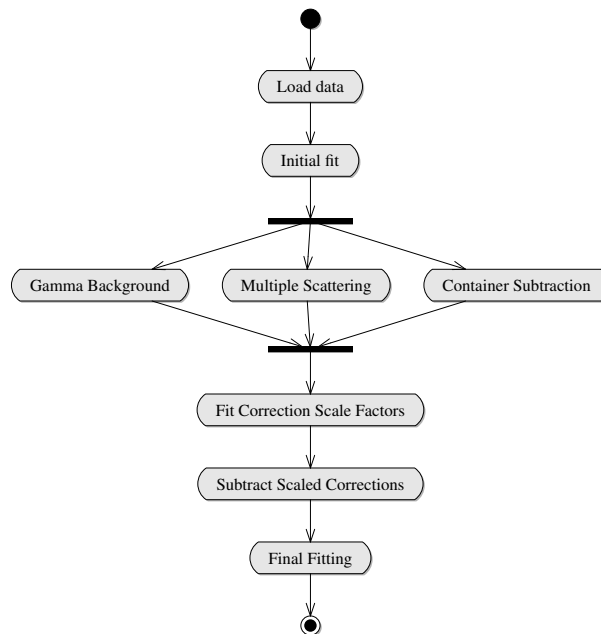 Load data
Initial fit
Gamma Background
Multiple Scattering
Container Subtraction
Fit Correction Scale Factors
Subtract Scaled Corrections
Final Fitting